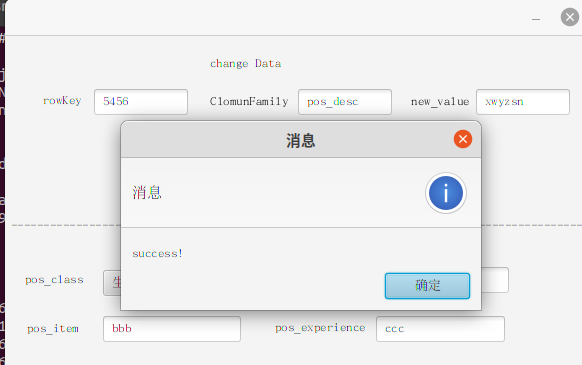 change Data
rowKey 5456 ClomunFamily pos_desc new_value xwyzsn
消息
消息
success!
确定
pos_class
pos_item bbb pos_experience ccc